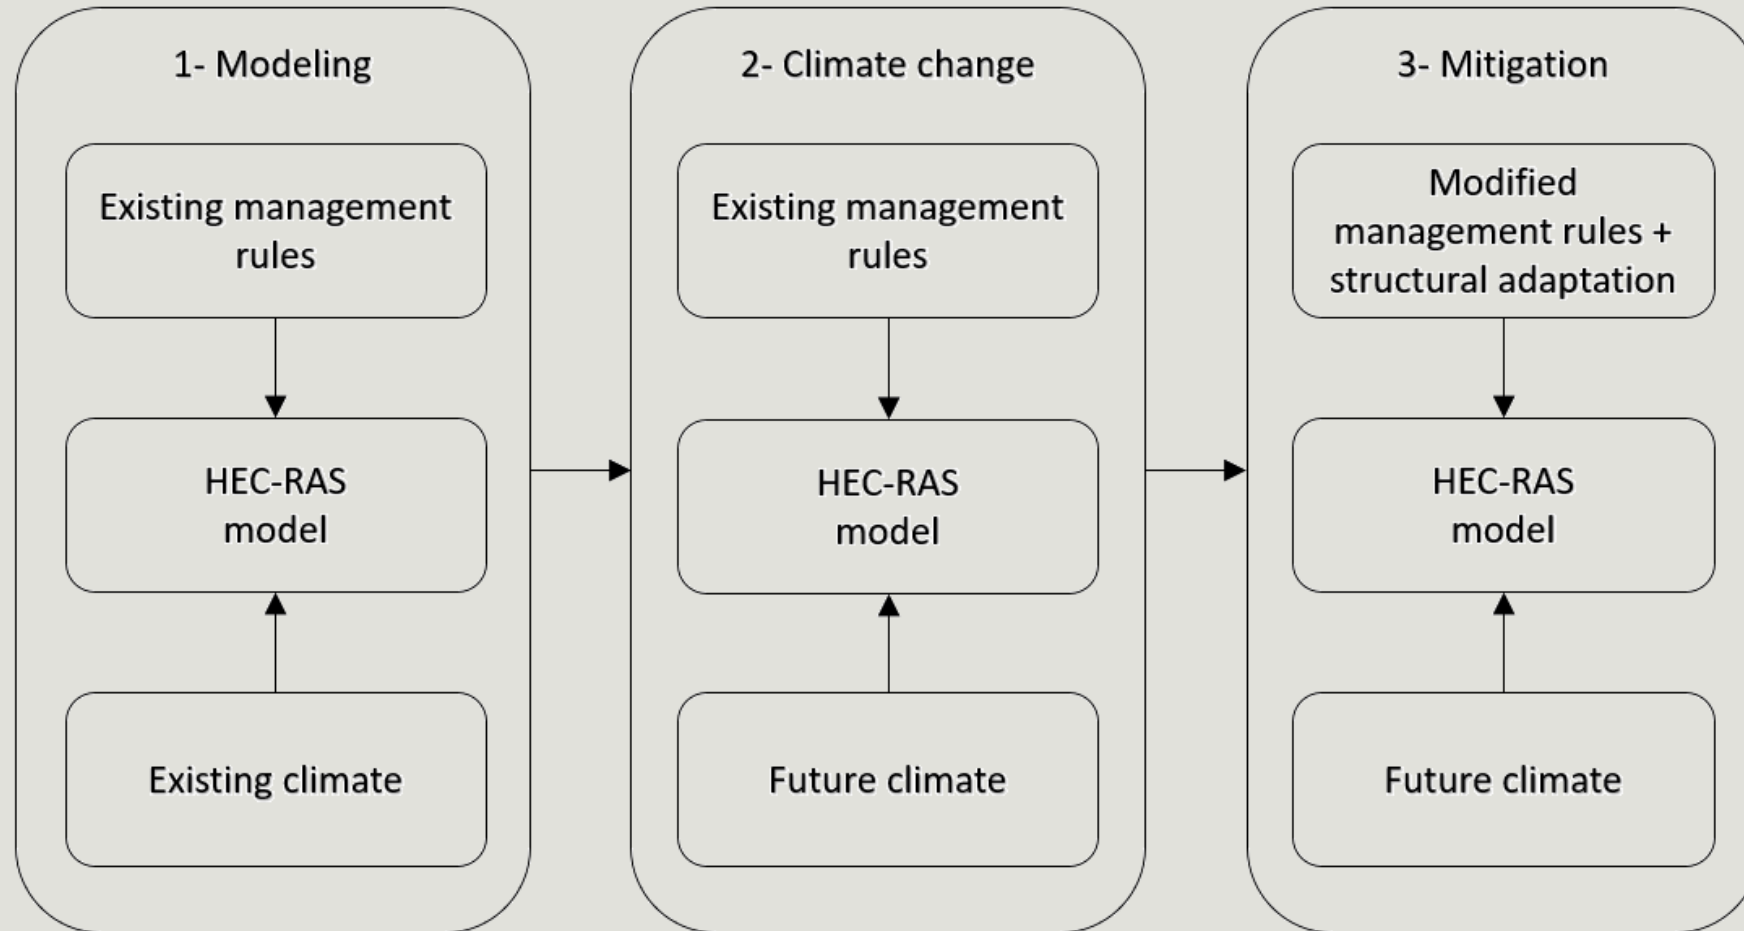 1- Modeling
Existing management
rules
HEC-RAS
model
Existing climate
2- Climate change
Existing management
rules
HEC-RAS
model
Future climate
3- Mitigation
Modified
management rules +
structural adaptation
HEC-RAS
model
Future climate